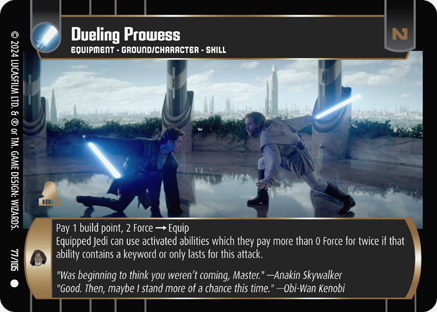 Dueling Prowess
EQUIPMENT - GROUND/CHARACTER - SKILL
N
© 2024 LUCASFILM LTD. & ® or TM. GAME DESIGN: WIZARDS.
77/105
Pay 1 build point, 2 Force → Equip
Equipped Jedi can use activated abilities which they pay more than 0 Force for twice if that
ability contains a keyword or only lasts for this attack.
"Was beginning to think you weren't coming, Master." —Anakin Skywalker
"Good. Then, maybe I stand more of a chance this time." —Obi-Wan Kenobi